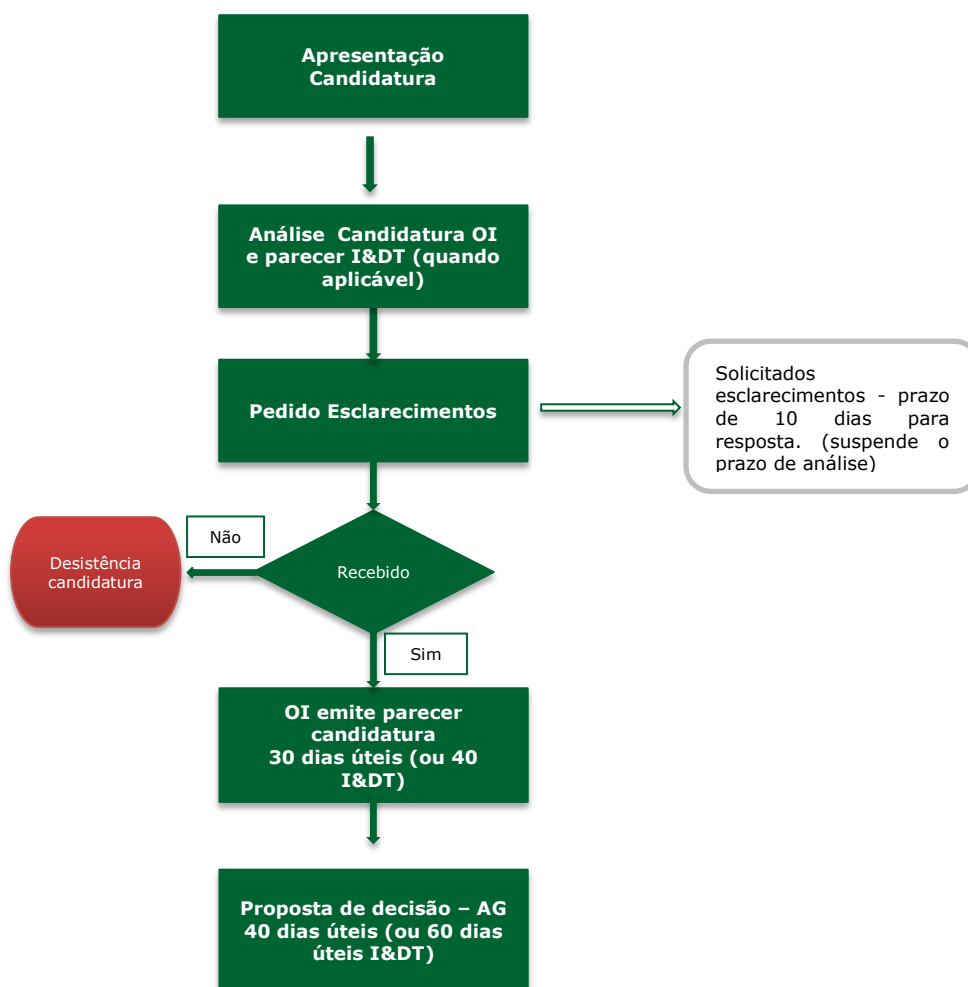 Apresentação
Candidatura
Análise Candidatura OI
e parecer I&DT (quando
aplicável)
Pedido Esclarecimentos
Solicitados
esclarecimentos - prazo
de 10 dias para
resposta. (suspende o
prazo de análise)
Não
Desistência
candidatura
Recebido
Sim
OI emite parecer
candidatura
30 dias úteis (ou 40
I&DT)
Proposta de decisão – AG
40 dias úteis (ou 60 dias
úteis I&DT)